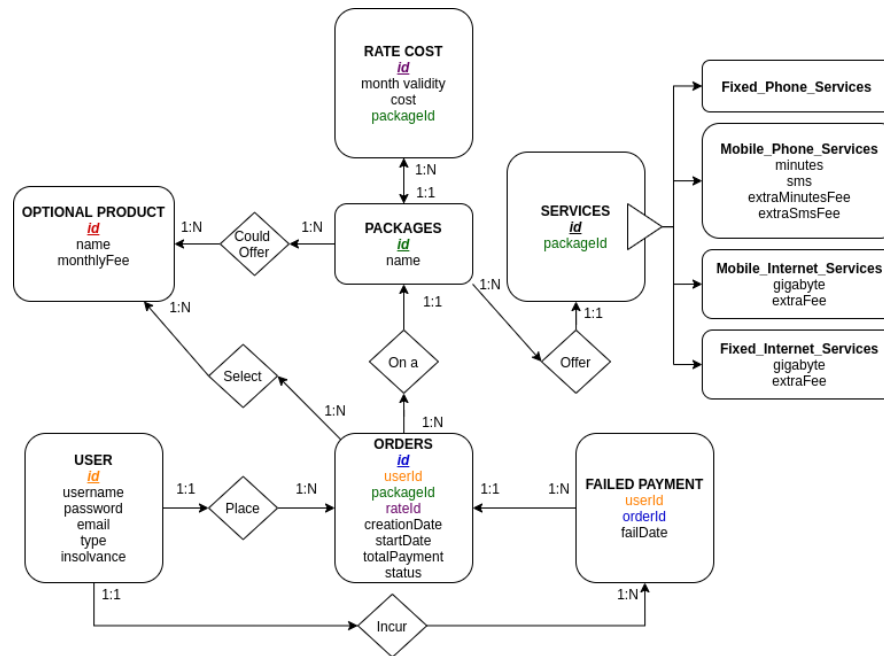 RATE COST
id
month validity
cost
packageId
1:N
1:1
OPTIONAL PRODUCT
id
name
monthlyFee
1:N
Could
Offer
1:N
PACKAGES
id
name
SERVICES
id
packageId
Fixed_Phone_Services
Mobile_Phone_Services
minutes
sms
extraMinutesFee
extraSmsFee
Mobile_Internet_Services
gigabyte
extraFee
Fixed_Internet_Services
gigabyte
extraFee
1:N
Offer
1:1
1:1
On a
1:N
1:N
Select
1:N
USER
id
username
password
email
type
insolvance
1:1
Place
1:N
ORDERS
id
userId
packageId
rateId
creationDate
startDate
totalPayment
status
1:1
1:N
FAILED PAYMENT
userId
orderId
failDate
1:1
Incur
1:N